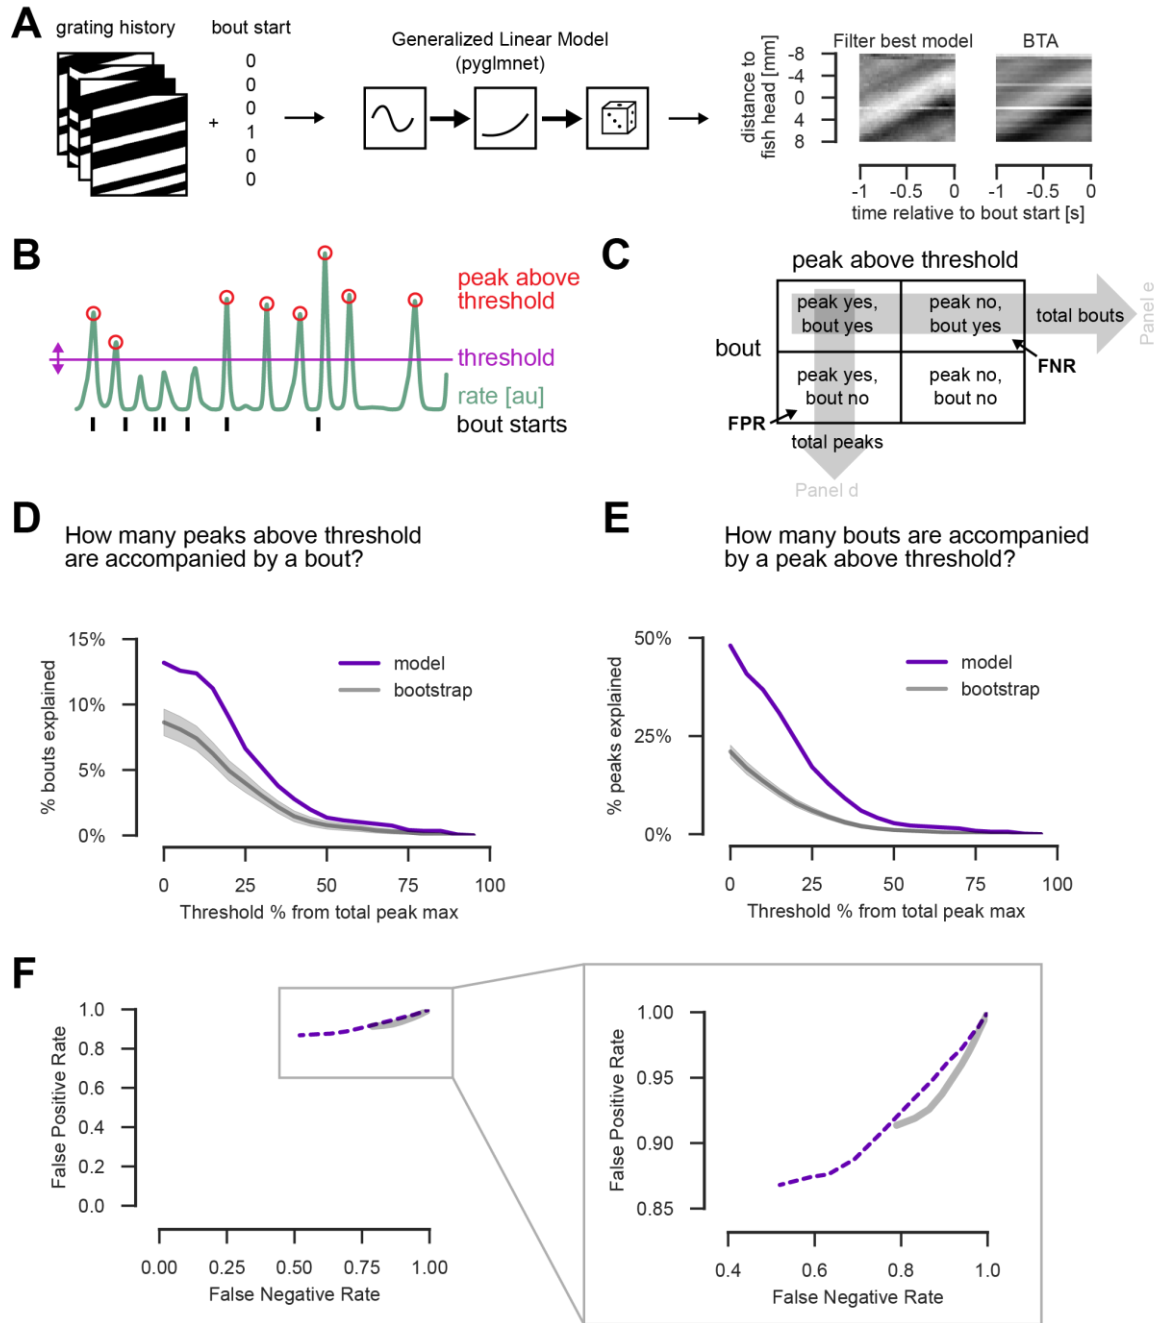 A
grating history
bout start
0
0
0
1
0
0
+
Generalized Linear Model
(pyglmnet)
distance to
fish head [mm]
-8
-4
0
4
8
Filter best model
BTA
-1 -0.5 0
-1 -0.5 0
time relative to bout start [s]
B
peak above
threshold
threshold
rate [au]
bout starts
C
peak above threshold
bout
peak yes,
bout yes
peak no,
bout yes
total bouts
Panel e
FNR
peak yes,
bout no
peak no,
bout no
FPR
total peaks
Panel d
D
How many peaks above threshold
are accompanied by a bout?
% bouts explained
15%
10%
5%
0%
model
bootstrap
0 25 50 75 100
Threshold % from total peak max
E
How many bouts are accompanied
by a peak above threshold?
% peaks explained
50%
25%
0%
model
bootstrap
0 25 50 75 100
Threshold % from total peak max
F
False Positive Rate
1.0
0.8
0.6
0.4
0.2
0.0
0.00 0.25 0.50 0.75 1.00
False Negative Rate
False Positive Rate
1.00
0.95
0.90
0.85
0.4 0.6 0.8 1.0
False Negative Rate